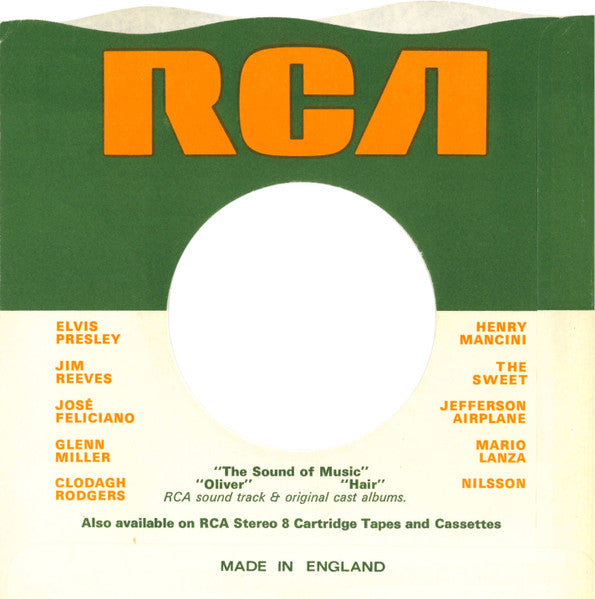 RCA
ELVIS
PRESLEY
JIM
REEVES
JOSÉ
FELICIANO
GLENN
MILLER
CLODAGH
RODGERS
HENRY
MANCINI
THE
SWEET
JEFFERSON
AIRPLANE
MARIO
LANZA
NILSSON
"The Sound of Music"
"Oliver" "Hair"
RCA sound track & original cast albums.
Also available on RCA Stereo 8 Cartridge Tapes and Cassettes
MADE IN ENGLAND